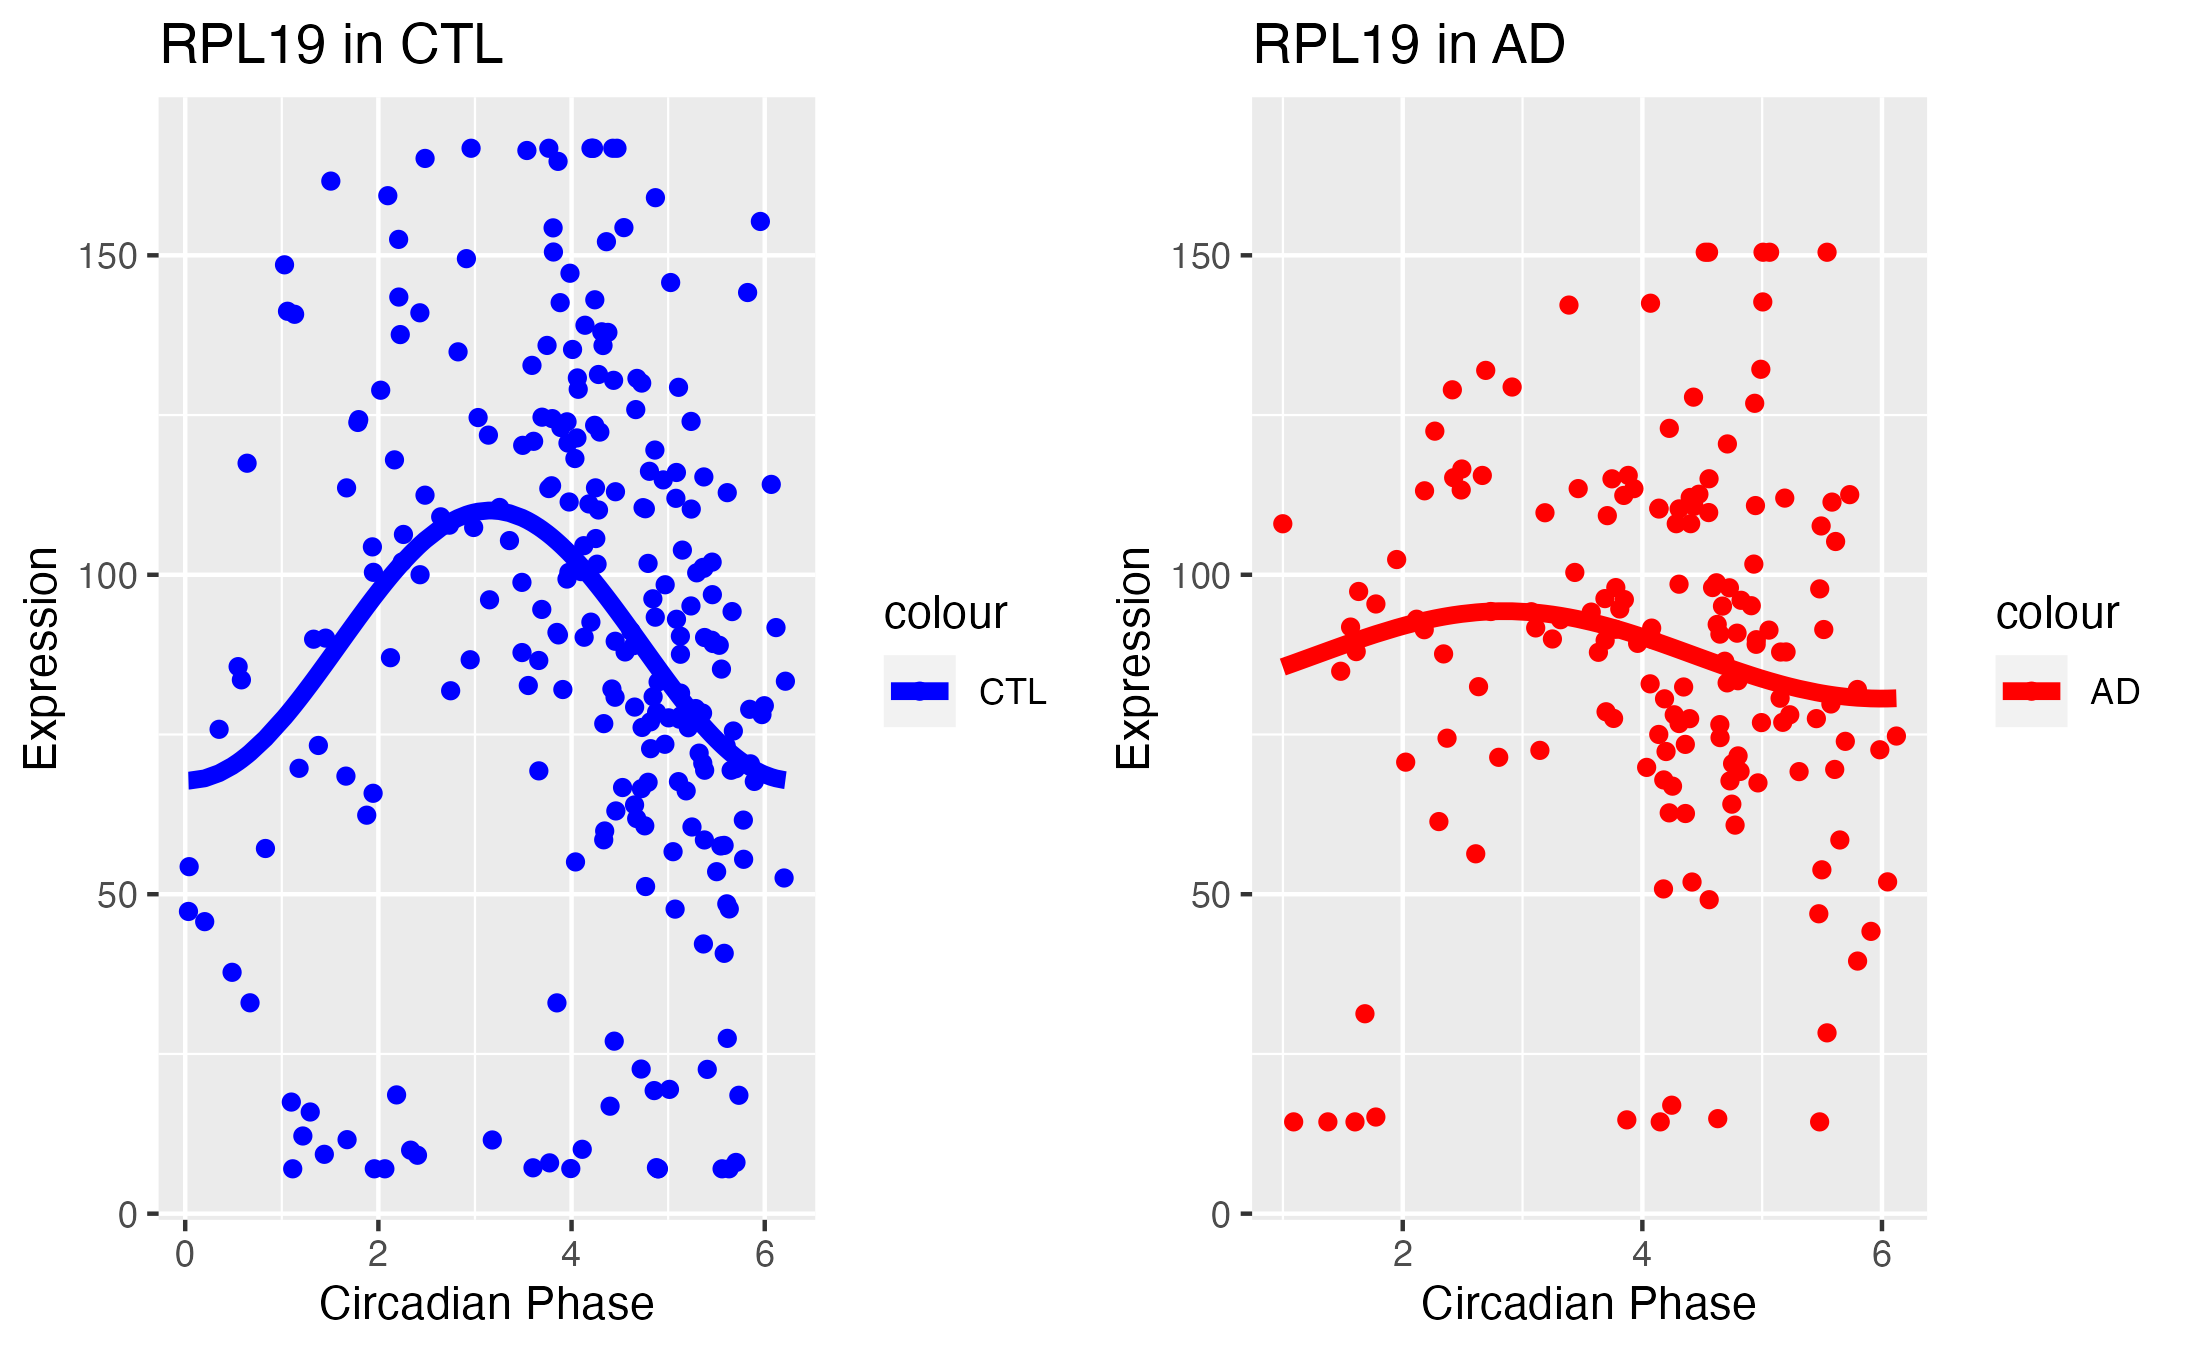 RPL19 in CTL
Expression
150
100
50
0
0 2 4 6
Circadian Phase
colour
CTL
RPL19 in AD
Expression
150
100
50
0
2 4 6
Circadian Phase
colour
AD